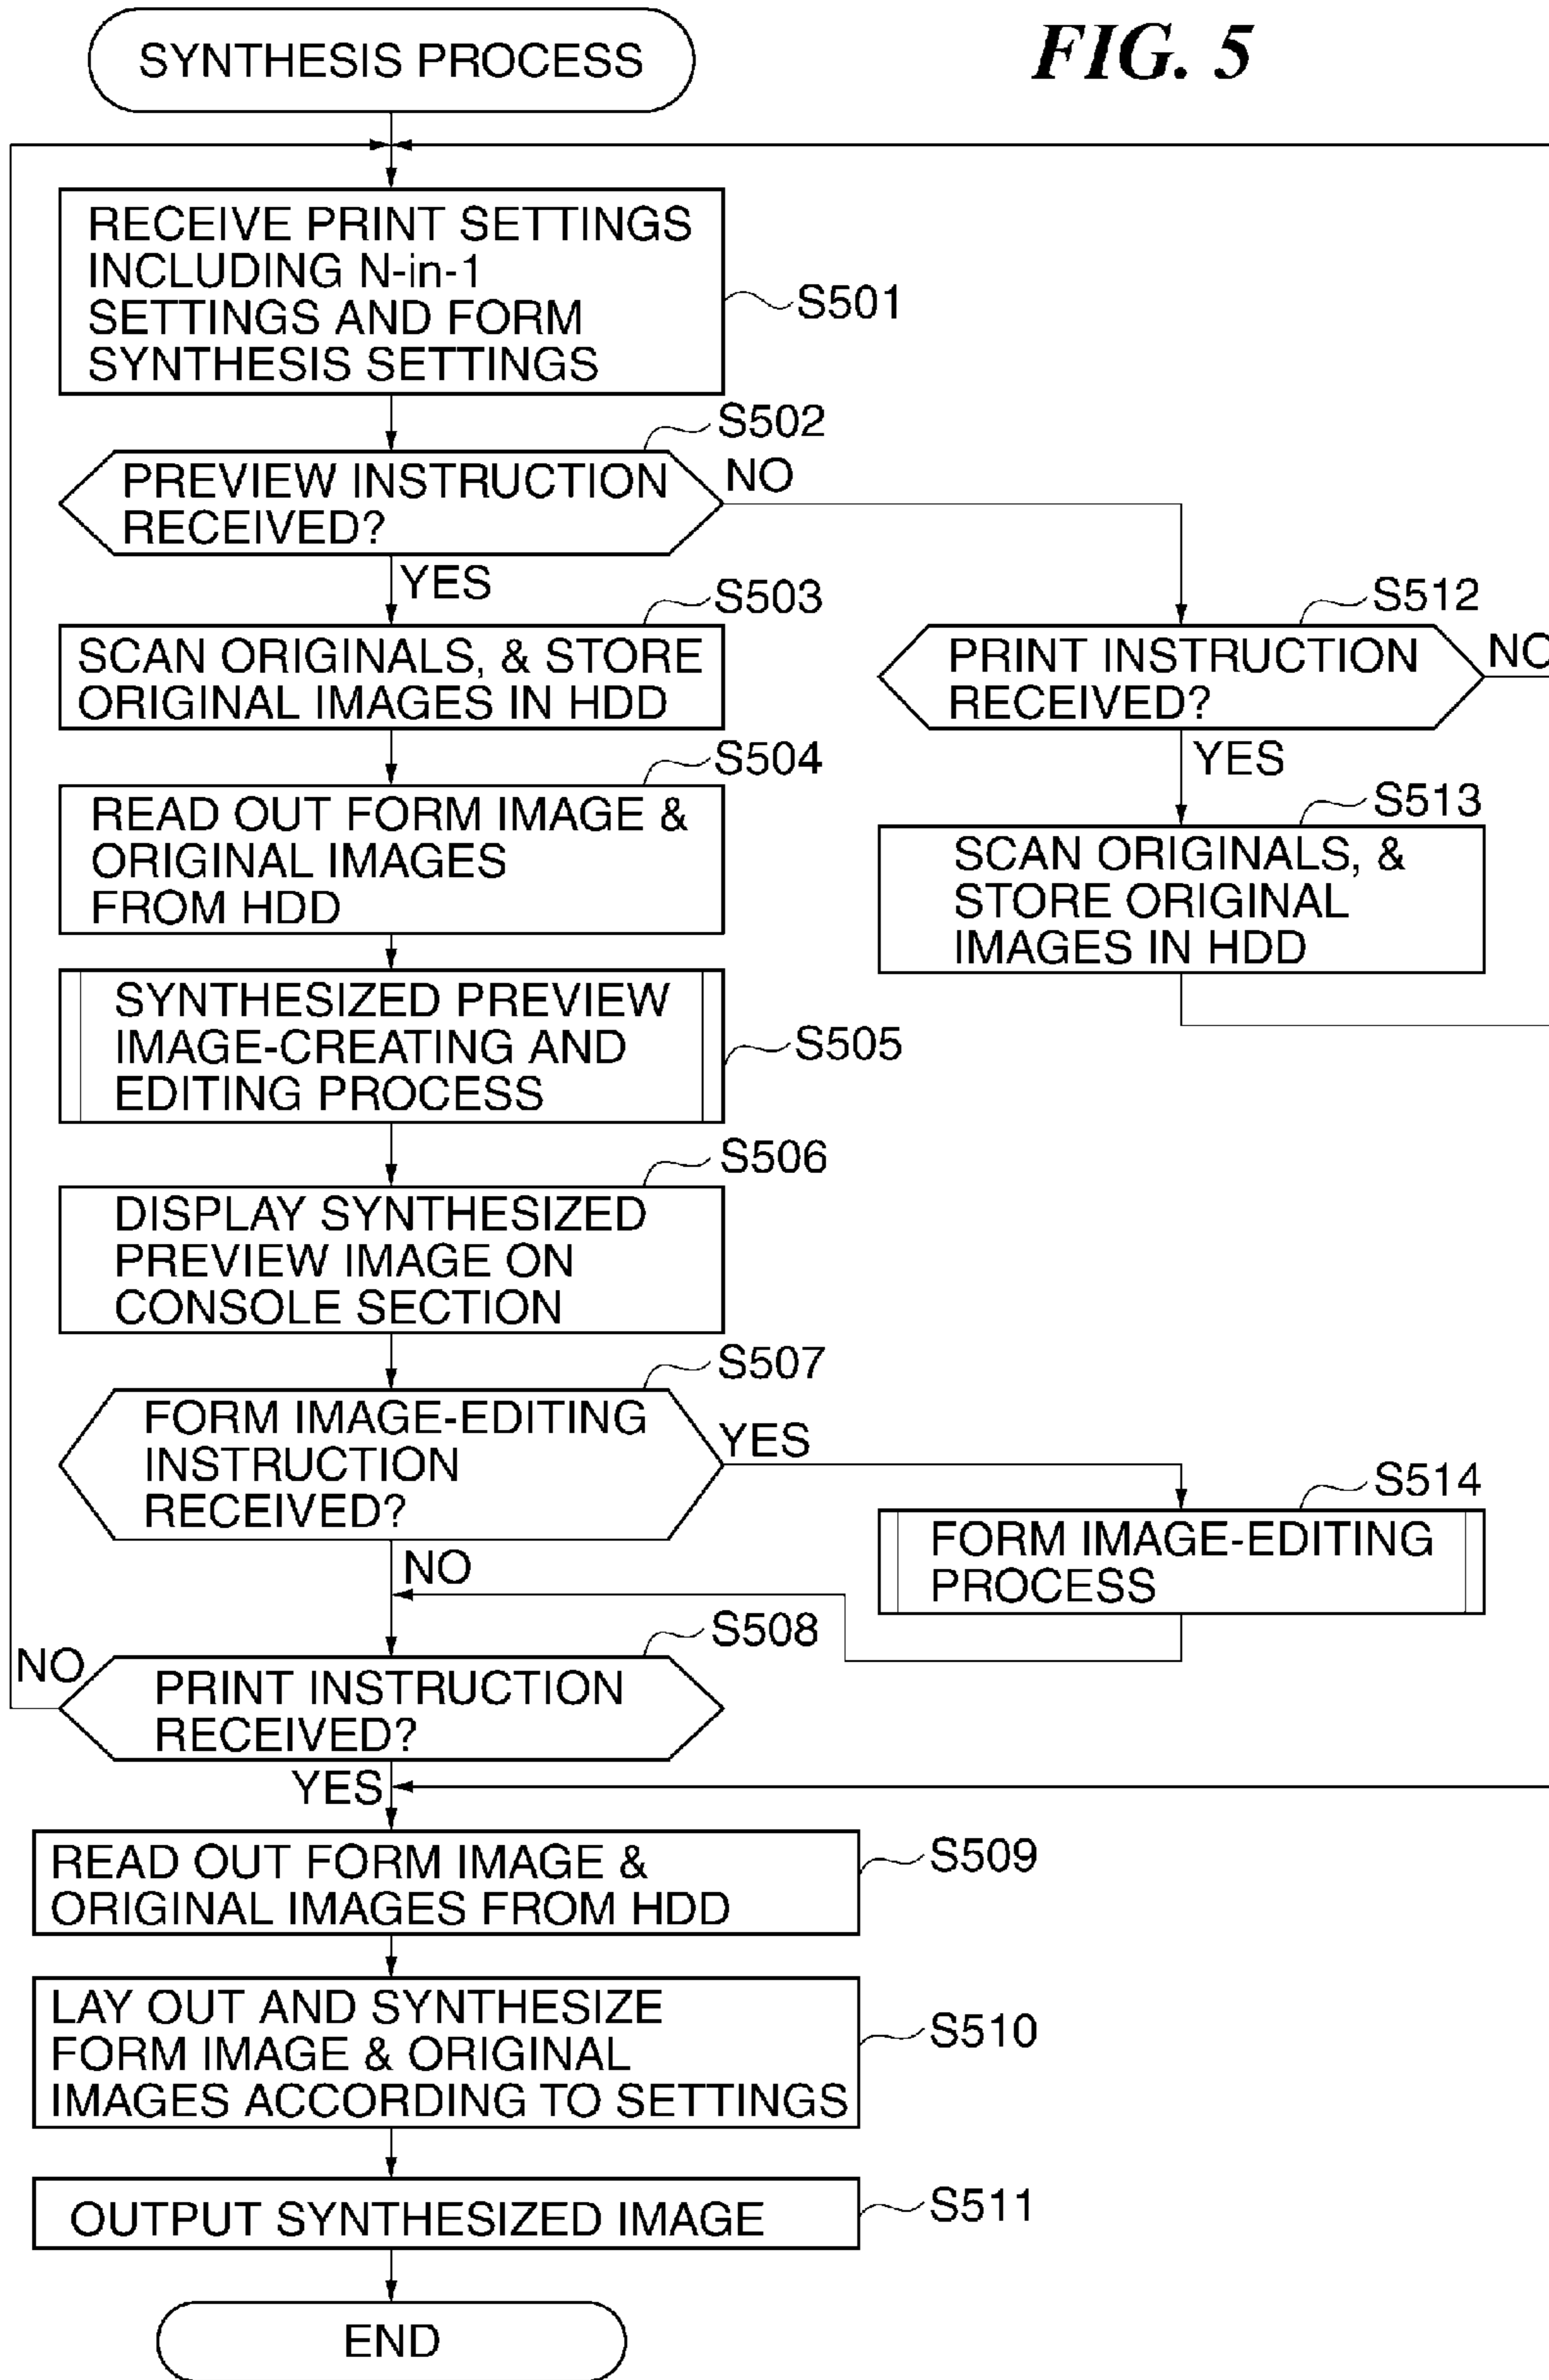 FIG. 5
SYNTHESIS PROCESS
RECEIVE PRINT SETTINGS
INCLUDING N-in-1
SETTINGS AND FORM
SYNTHESIS SETTINGS
S501
S502
PREVIEW INSTRUCTION
RECEIVED?
NO
YES
S503
SCAN ORIGINALS, & STORE
ORIGINAL IMAGES IN HDD
S512
PRINT INSTRUCTION
RECEIVED?
NO
YES
S504
READ OUT FORM IMAGE &
ORIGINAL IMAGES
FROM HDD
S513
SCAN ORIGINALS, &
STORE ORIGINAL
IMAGES IN HDD
SYNTHESIZED PREVIEW
IMAGE-CREATING AND
EDITING PROCESS
S505
S506
DISPLAY SYNTHESIZED
PREVIEW IMAGE ON
CONSOLE SECTION
S507
FORM IMAGE-EDITING
INSTRUCTION
RECEIVED?
YES
NO
S514
FORM IMAGE-EDITING
PROCESS
S508
NO
PRINT INSTRUCTION
RECEIVED?
YES
READ OUT FORM IMAGE &
ORIGINAL IMAGES FROM HDD
S509
LAY OUT AND SYNTHESIZE
FORM IMAGE & ORIGINAL
IMAGES ACCORDING TO SETTINGS
S510
OUTPUT SYNTHESIZED IMAGE
S511
END